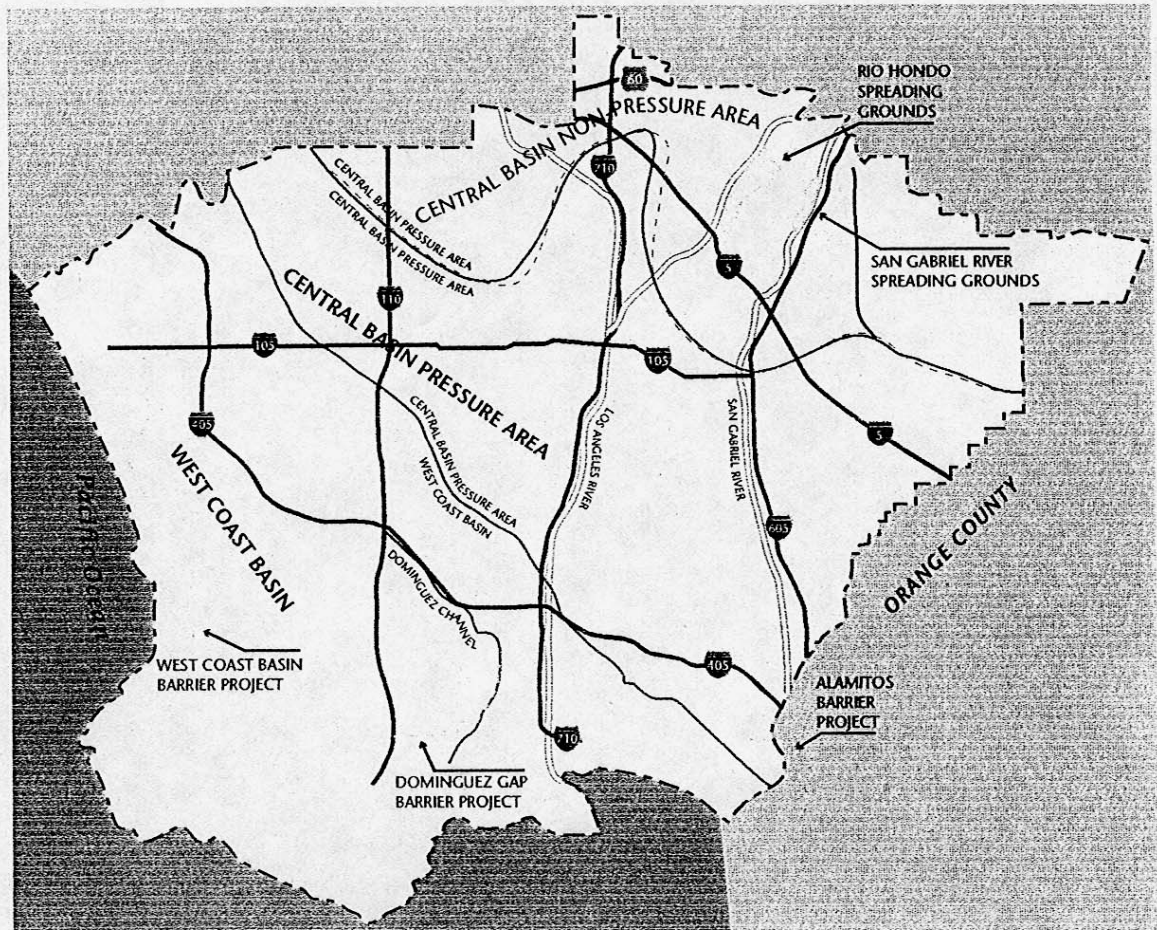 60
RIO HONDO
SPREADING
GROUNDS
CENTRAL BASIN NON-PRESSURE AREA
710
CENTRAL BASIN PRESSURE AREA
CENTRAL BASIN PRESSURE AREA
SAN GABRIEL RIVER
SPREADING GROUNDS
5
110
CENTRAL BASIN PRESSURE AREA
105
105
405
CENTRAL BASIN PRESSURE AREA
WEST COAST BASIN
LOS ANGELES RIVER
SAN GABRIEL RIVER
5
WEST COAST BASIN
Pacific Ocean
605
ORANGE COUNTY
DOMINGUEZ CHANNEL
WEST COAST BASIN
BARRIER PROJECT
405
ALAMITOS
BARRIER
PROJECT
710
DOMINGUEZ GAP
BARRIER PROJECT